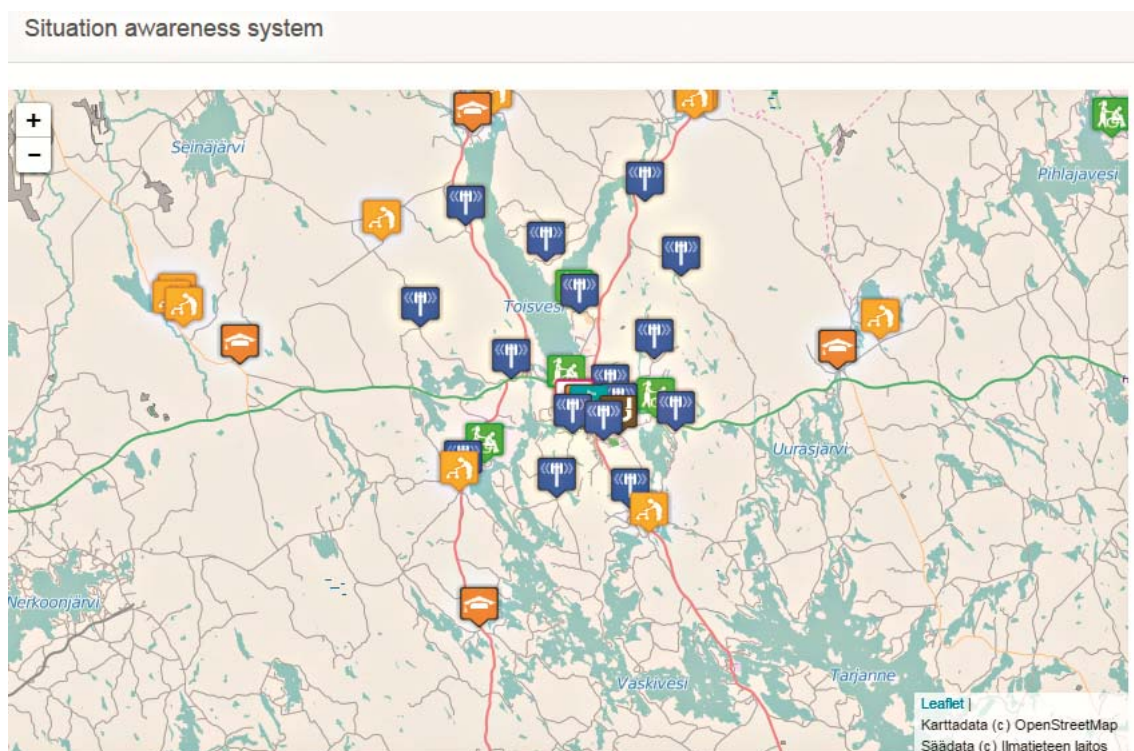 Situation awareness system
+
−
Seinäjärvi
Pihlajavesi
Toisvesi
Uurasjärvi
Nerkoonjärvi
Vaskivesi
Tarjanne
Leaflet |
Karttadata (c) OpenStreetMap
Säädata (c) Ilmatieteen laitos